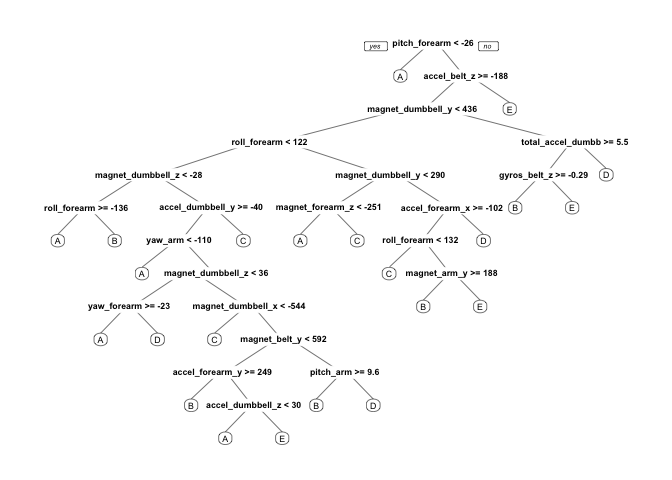 yes pitch_forearm < -26 no
A accel_belt_z >= -188
magnet_dumbbell_y < 436 E
roll_forearm < 122 total_accel_dumbb >= 5.5
magnet_dumbbell_z < -28 magnet_dumbbell_y < 290 gyros_belt_z >= -0.29 D
roll_forearm >= -136 accel_dumbbell_y >= -40 magnet_forearm_z < -251 accel_forearm_x >= -102 B E
A B yaw_arm < -110 C A C roll_forearm < 132 D
A magnet_dumbbell_z < 36 C magnet_arm_y >= 188
yaw_forearm >= -23 magnet_dumbbell_x < -544 B E
A D C magnet_belt_y < 592
accel_forearm_y >= 249 pitch_arm >= 9.6
B accel_dumbbell_z < 30 B D
A E